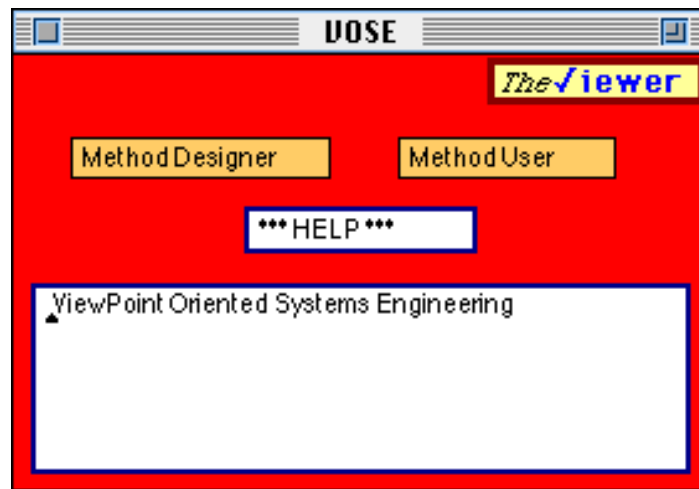 VOSE
The√iewer
Method Designer
Method User
*** HELP ***
ViewPoint Oriented Systems Engineering